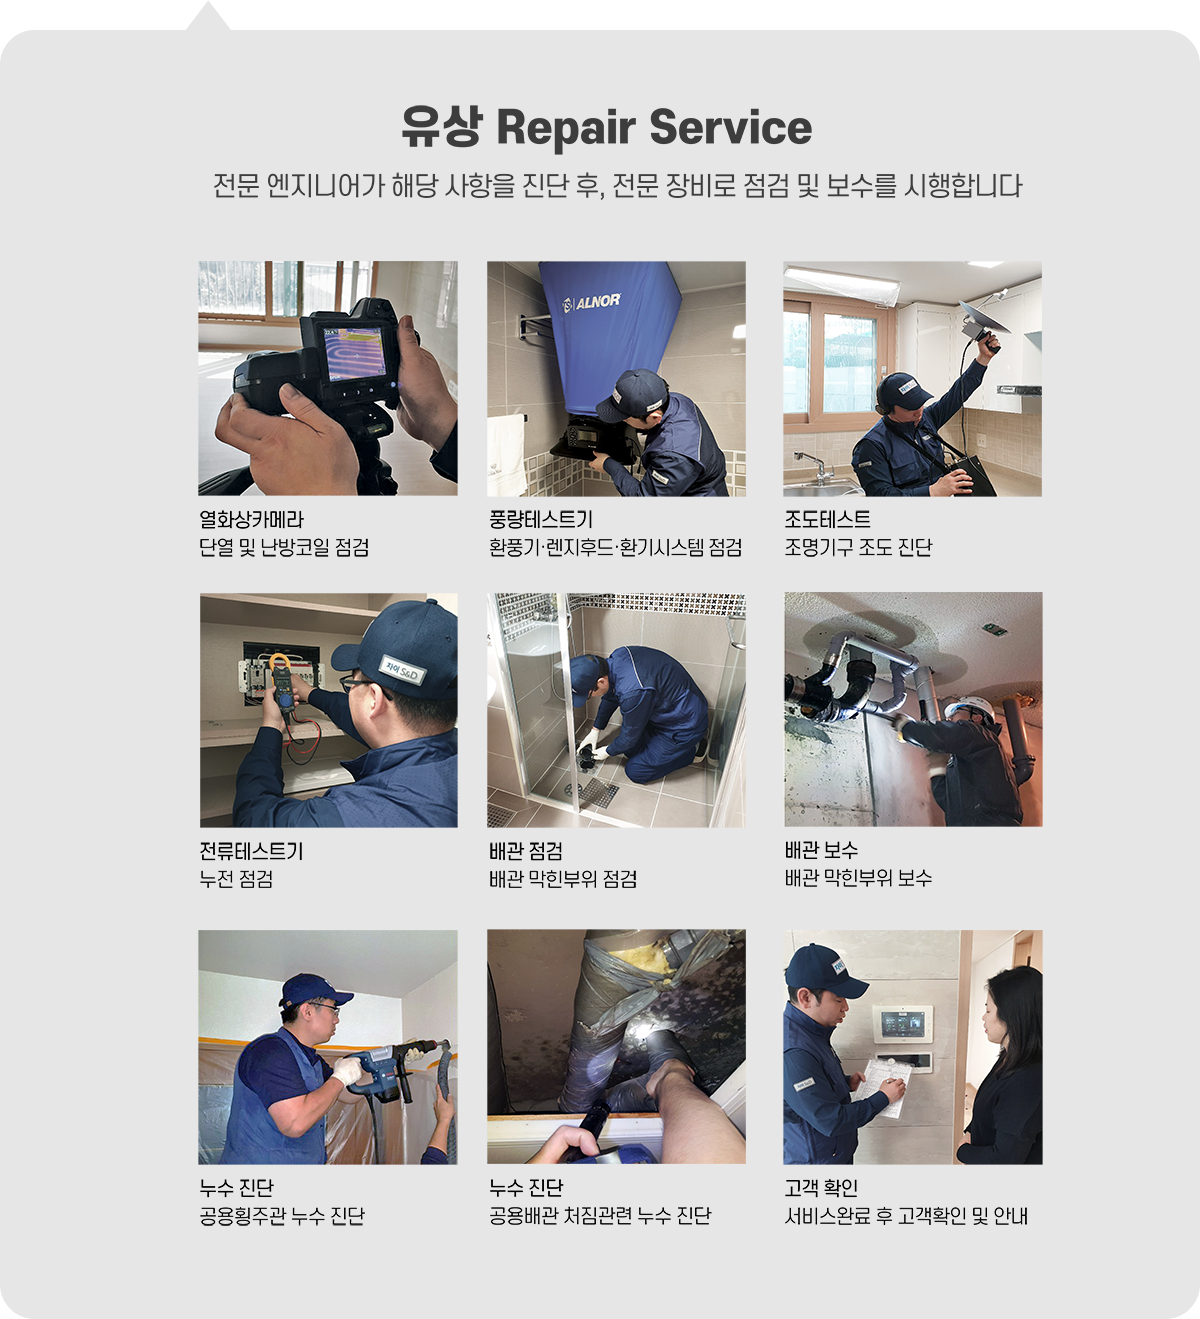 유상 Repair Service
전문 엔지니어가 해당 사항을 진단 후, 전문 장비로 점검 및 보수를 시행합니다
22.4
TSI ALNOR
열화상카메라
단열 및 난방코일 점검
풍량테스트기
환풍기·렌지후드·환기시스템 점검
조도테스트
조명기구 조도 진단
자이 S&D
전류테스트기
누전 점검
배관 점검
배관 막힌부위 점검
배관 보수
배관 막힌부위 보수
자이 S&D
누수 진단
공용횡주관 누수 진단
누수 진단
공용배관 처짐관련 누수 진단
고객 확인
서비스완료 후 고객확인 및 안내